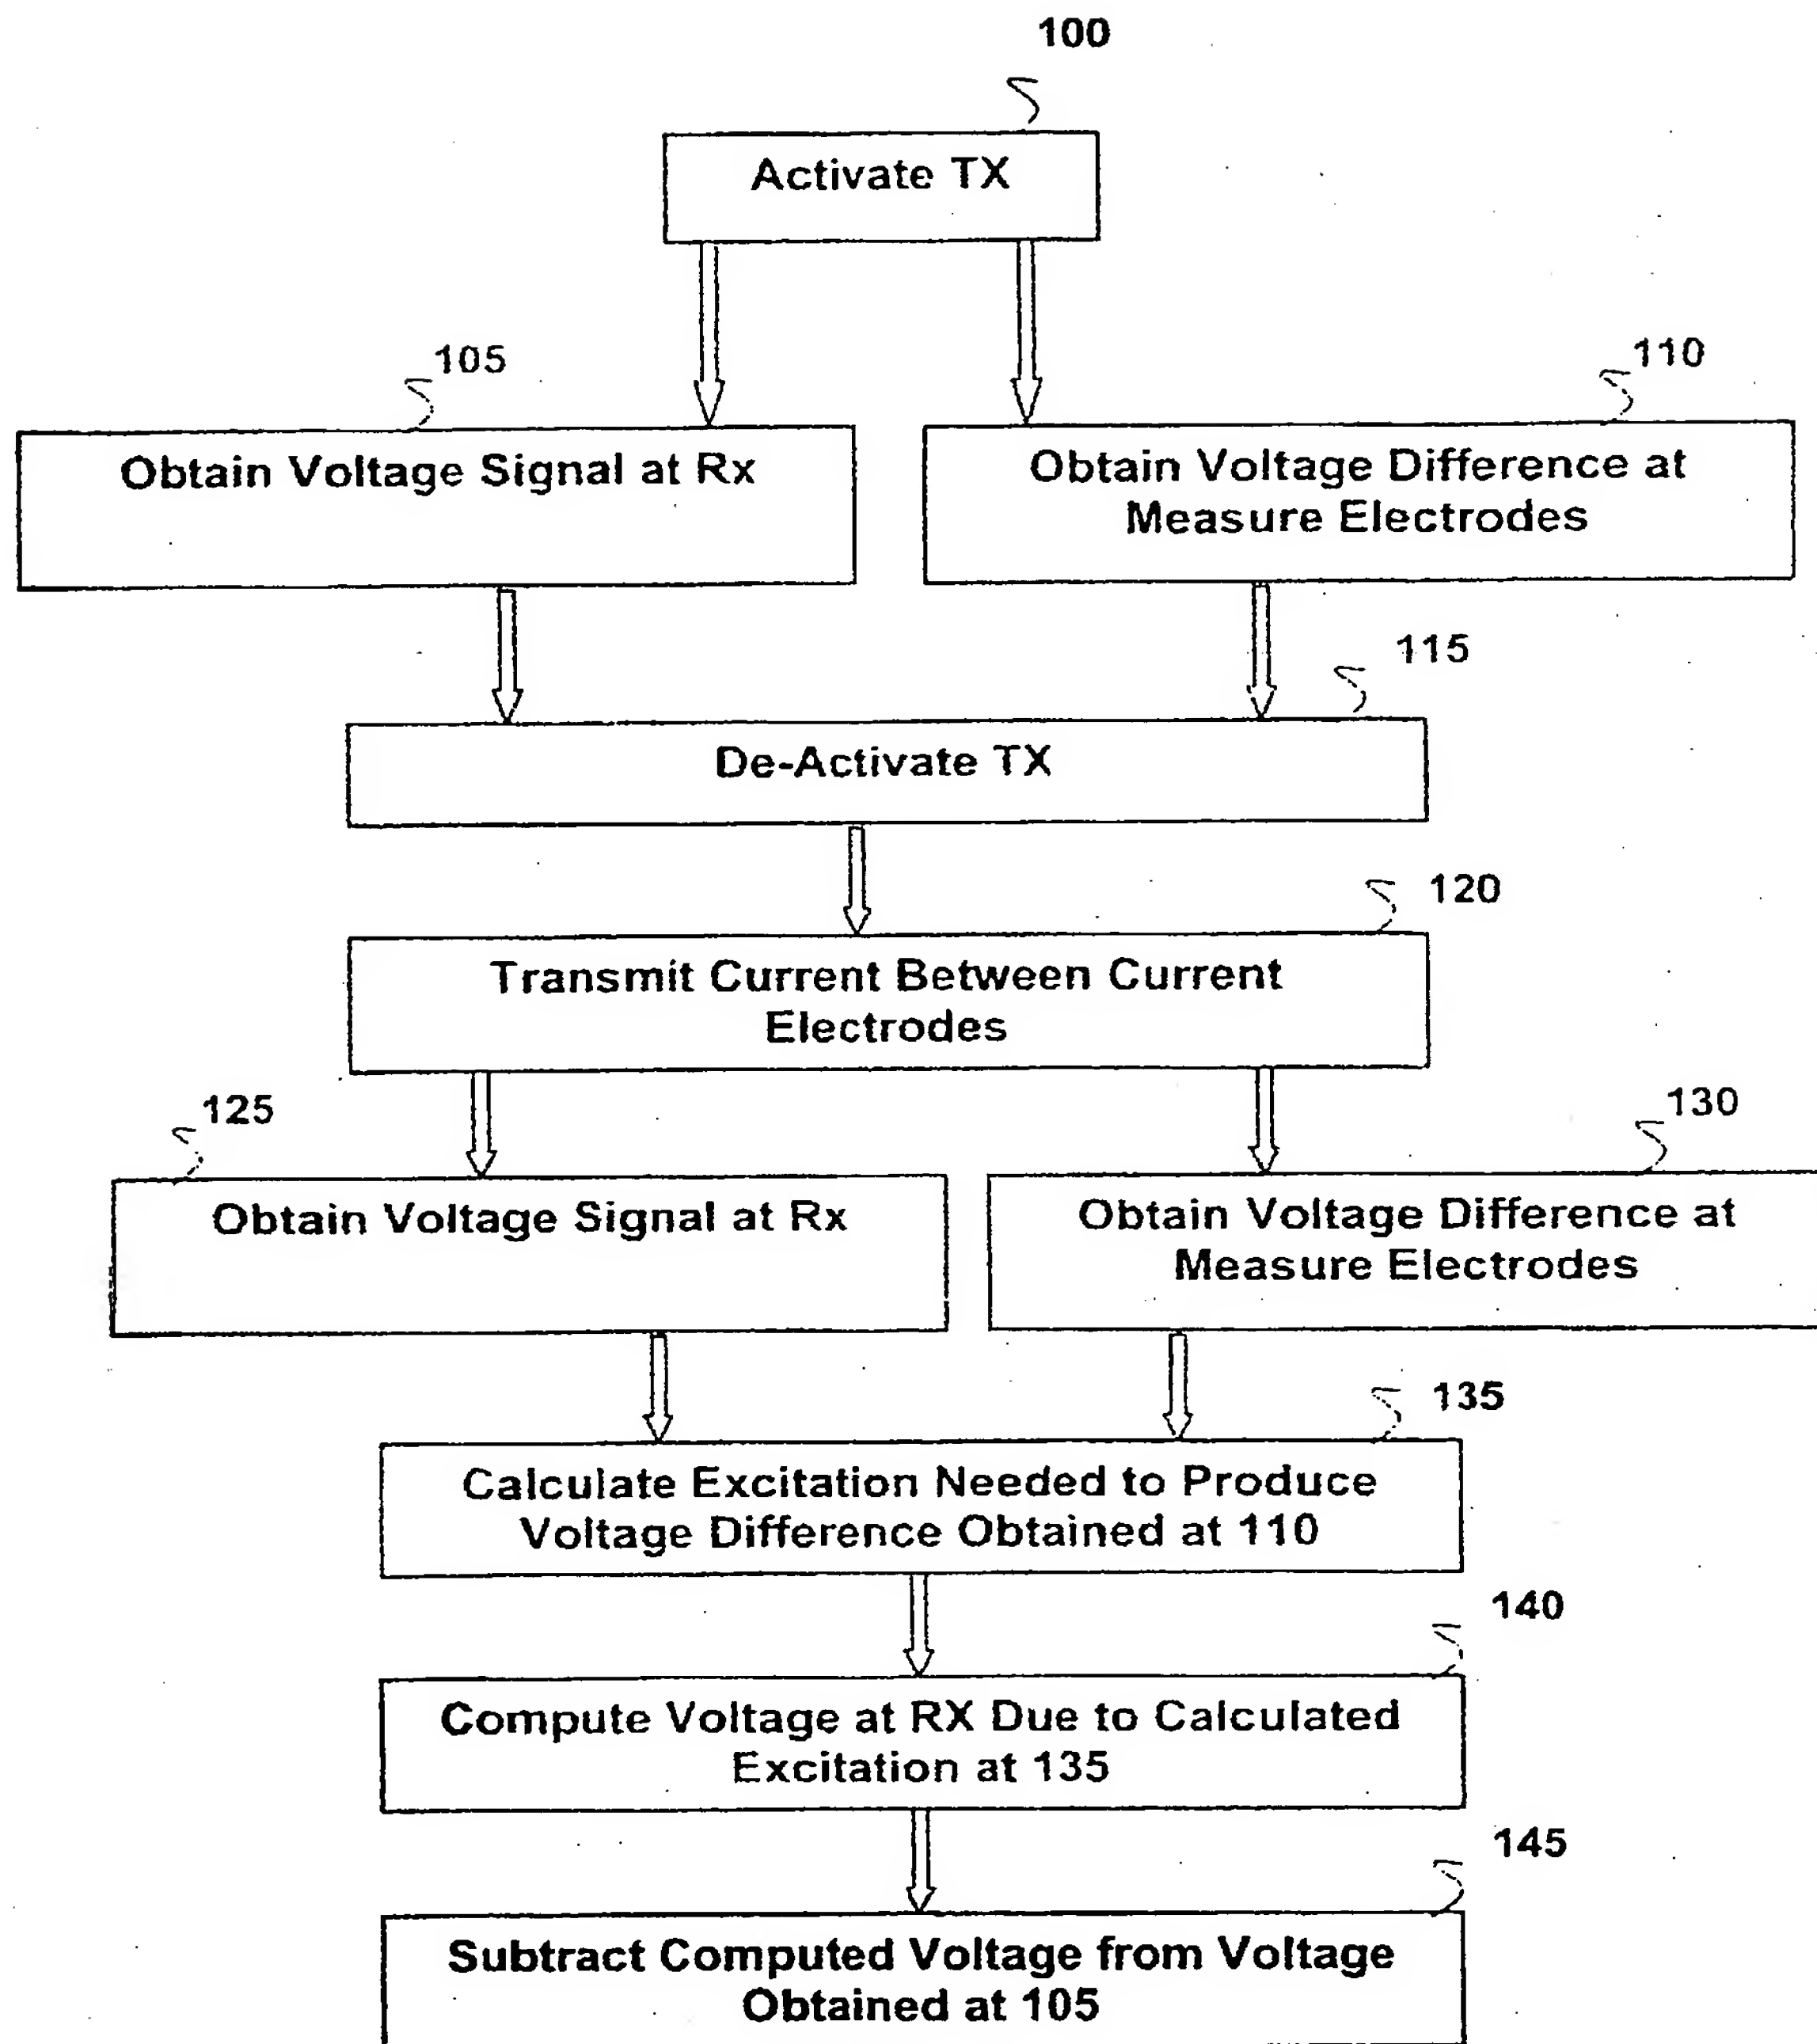 100
Activate TX
105
110
Obtain Voltage Signal at Rx
Obtain Voltage Difference at
Measure Electrodes
115
De-Activate TX
120
Transmit Current Between Current
Electrodes
125
130
Obtain Voltage Signal at Rx
Obtain Voltage Difference at
Measure Electrodes
135
Calculate Excitation Needed to Produce
Voltage Difference Obtained at 110
140
Compute Voltage at RX Due to Calculated
Excitation at 135
145
Subtract Computed Voltage from Voltage
Obtained at 105